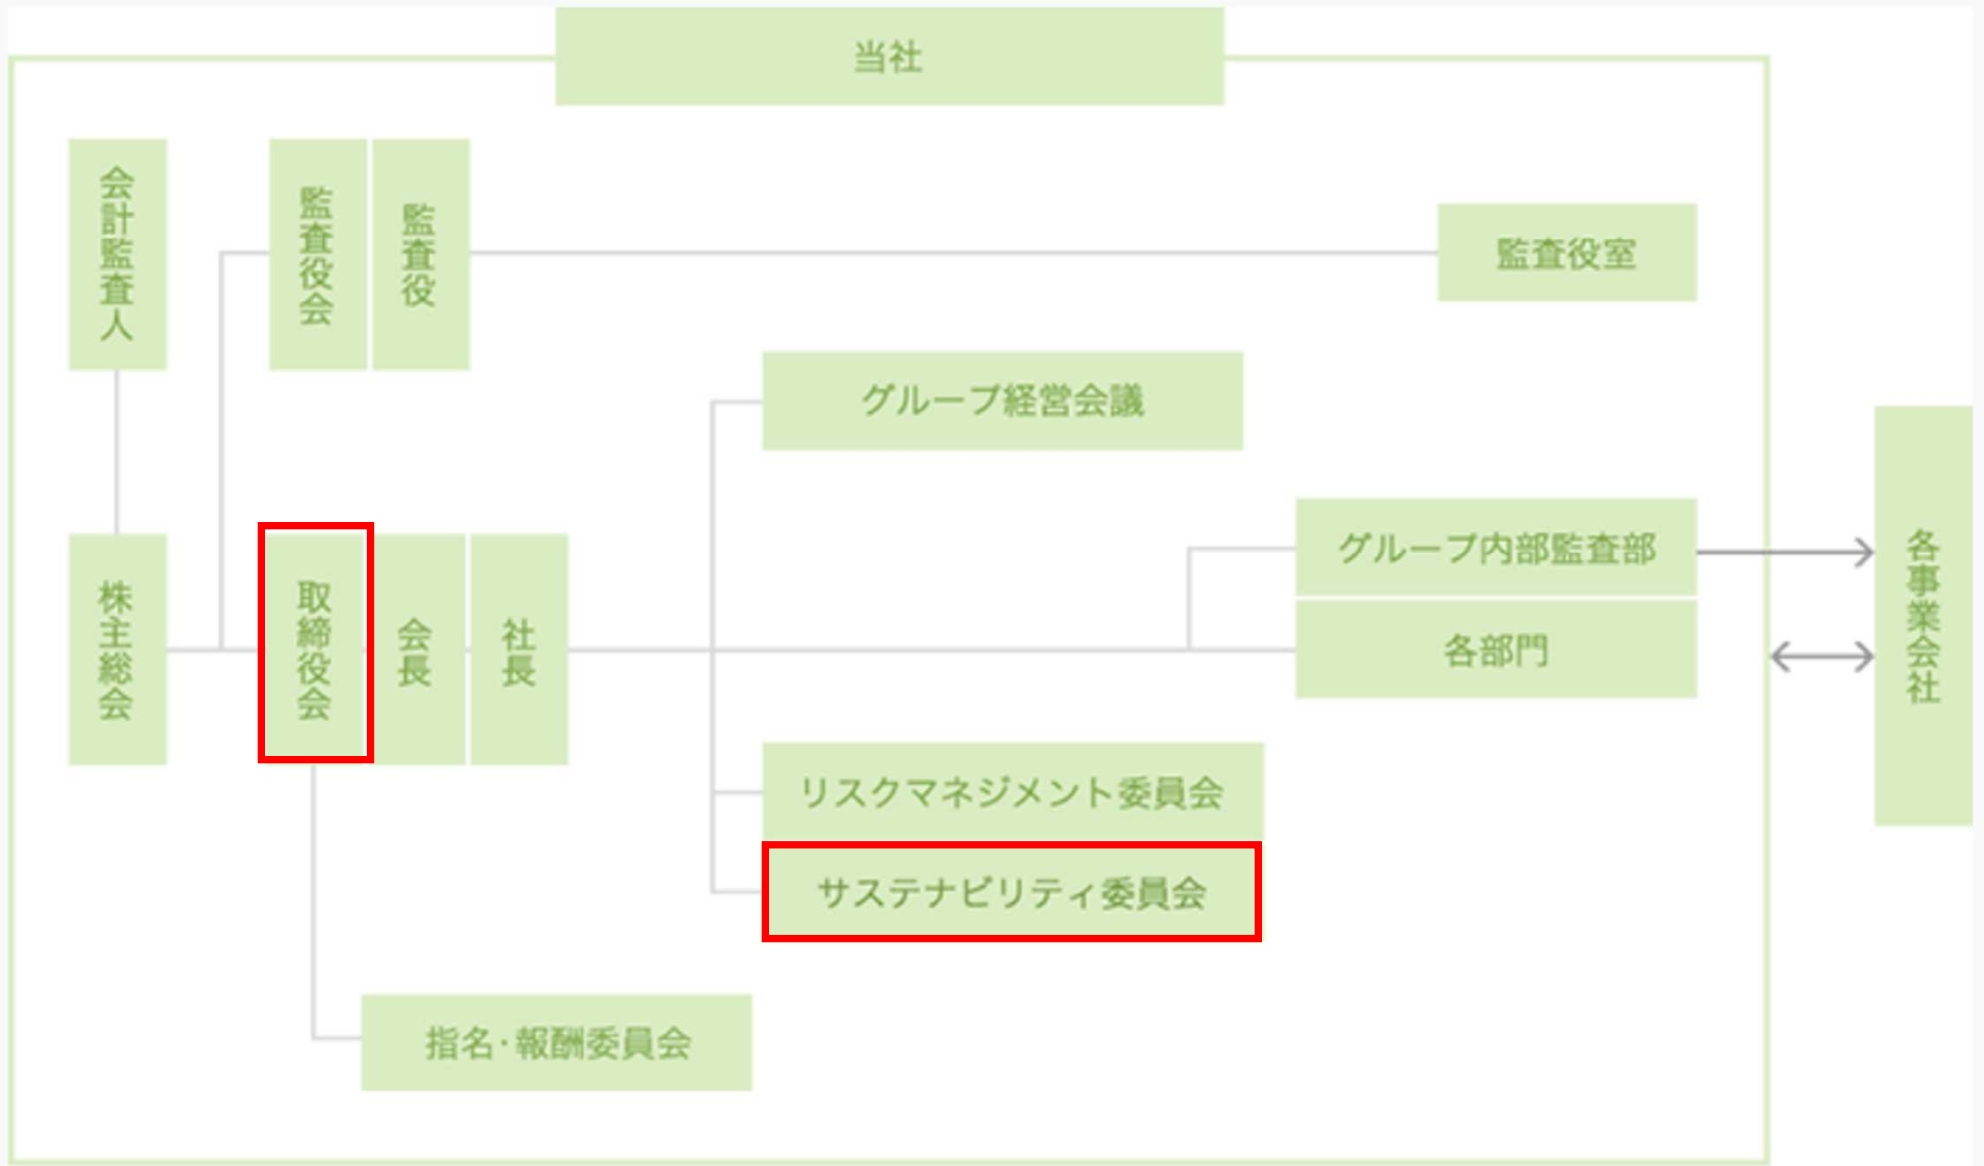 当社
会計監査人
監査役会
監査役
監査役室
グループ経営会議
グループ内部監査部
各部門
各事業会社
株主総会
取締役会
会長
社長
リスクマネジメント委員会
サステナビリティ委員会
指名・報酬委員会